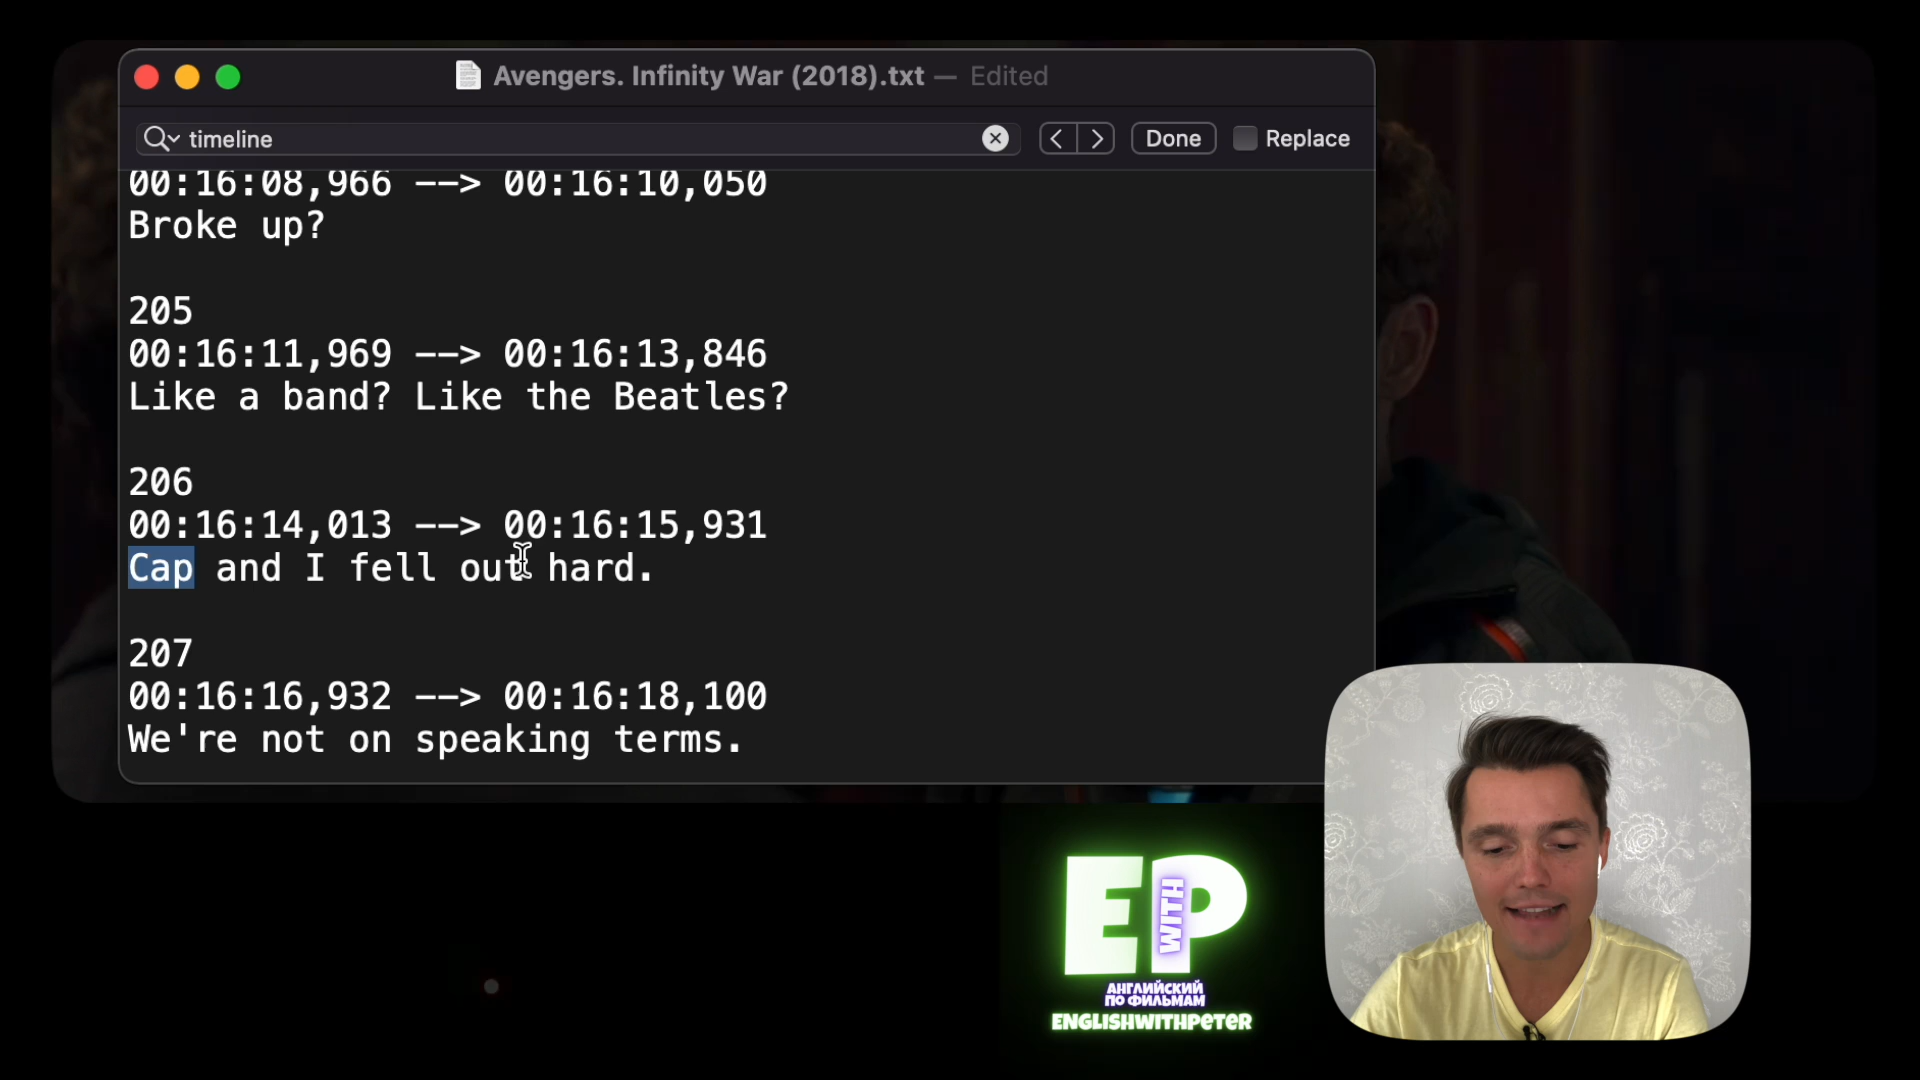 Avengers. Infinity War (2018).txt — Edited
timeline
Done
Replace
00:16:08,966 --> 00:16:10,050
Broke up?
205
00:16:11,969 --> 00:16:13,846
Like a band? Like the Beatles?
206
00:16:14,013 --> 00:16:15,931
Cap and I fell out hard.
207
00:16:16,932 --> 00:16:18,100
We're not on speaking terms.
EP
WITH
АНГЛИЙСКИЙ
ПО ФИЛЬМАМ
ENGLISHWITHPETER